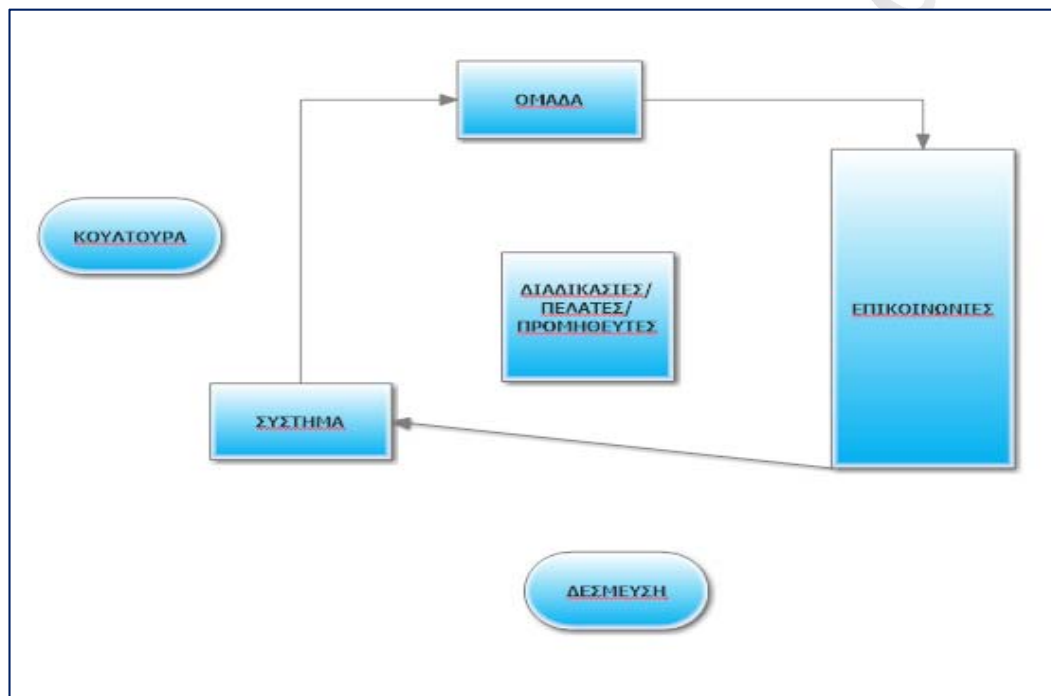 ΟΜΑΔΑ
ΚΟΥΛΤΟΥΡΑ
ΔΙΑΔΙΚΑΣΙΕΣ/
ΠΕΛΑΤΕΣ/
ΠΡΟΜΗΘΕΥΤΕΣ
ΕΠΙΚΟΙΝΩΝΙΕΣ
ΣΥΣΤΗΜΑ
ΔΕΣΜΕΥΣΗ